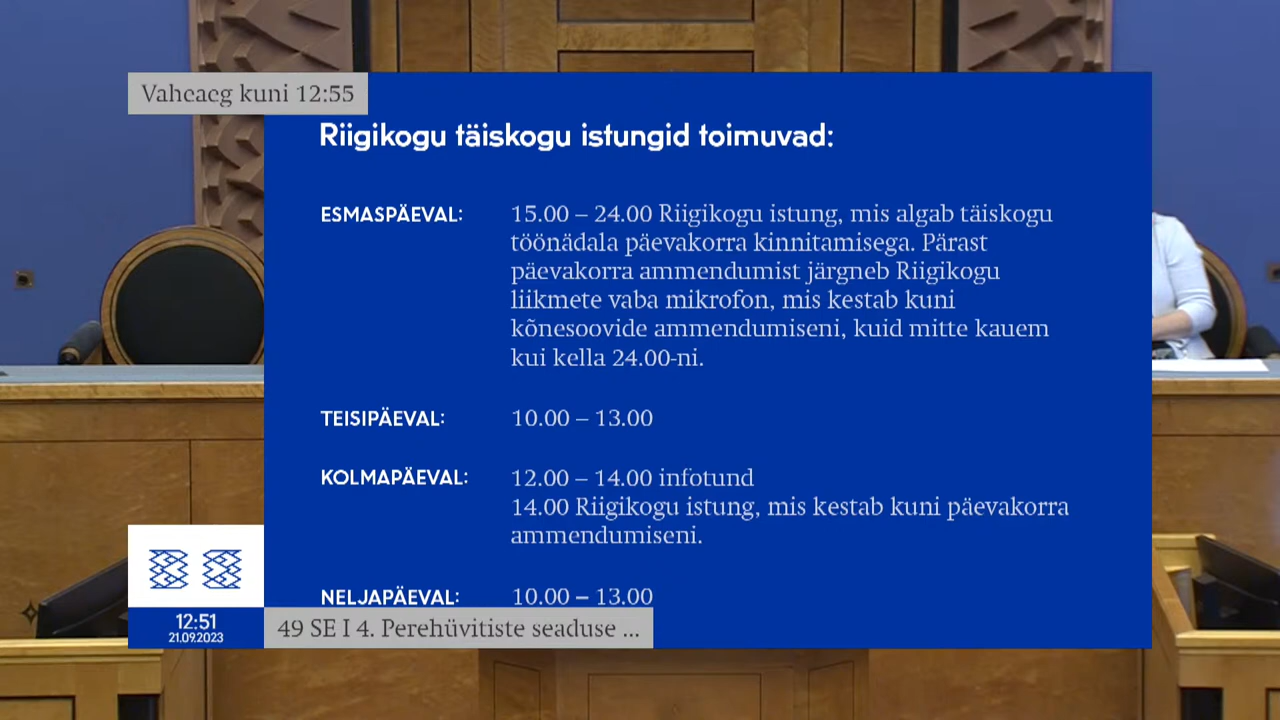 Vaheaeg kuni 12:55
Riigikogu täiskogu istungid toimuvad:
ESMASPÄEVAL:
15.00 – 24.00 Riigikogu istung, mis algab täiskogu
töönädala päevakorra kinnitamisega. Pärast
päevakorra ammendumist järgneb Riigikogu
liikmete vaba mikrofon, mis kestab kuni
kõnesoovide ammendumiseni, kuid mitte kauem
kui kella 24.00-ni.
TEISIPÄEVAL:
10.00 – 13.00
KOLMAPÄEVAL:
12.00 – 14.00 infotund
14.00 Riigikogu istung, mis kestab kuni päevakorra
ammendumiseni.
NELJAPÄEVAL:
10.00 – 13.00
12:51
21.09.2023
49 SE I 4. Perehüvitiste seaduse ...